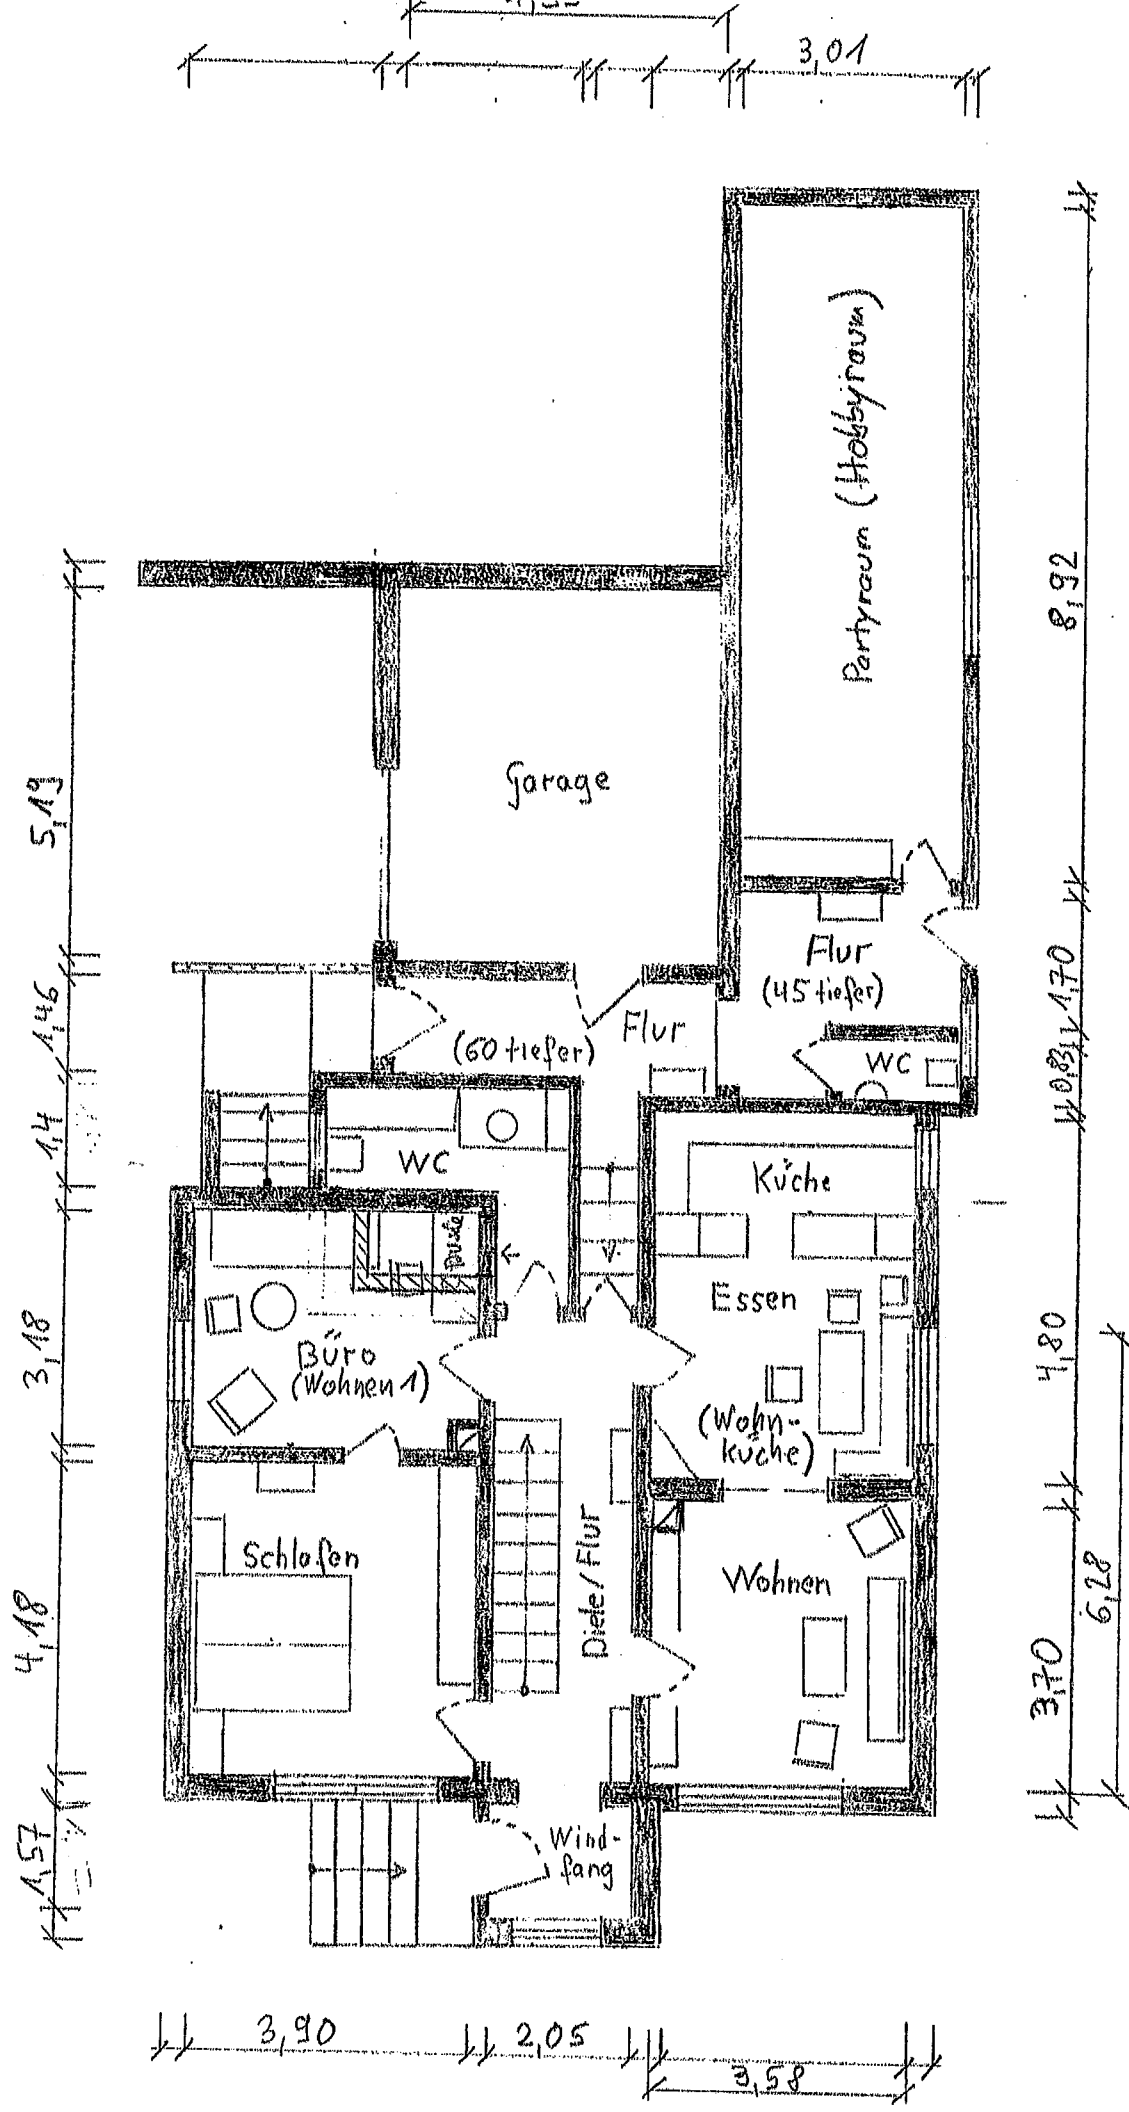 3,01
Partyraum (Hobbyraum)
8,92
Garage
5,19
Flur
(45 tiefer)
1,70
Flur
(60 tiefer)
1,46
WC
0,83
WC
1,4
Küche
Dusche
Essen
Büro
(Wohnen 1)
3,18
4,80
(Wohn-
küche)
Schlafen
Diele/Flur
Wohnen
4,18
6,28
3,70
Wind-
fang
1,57
3,90
2,05
3,58